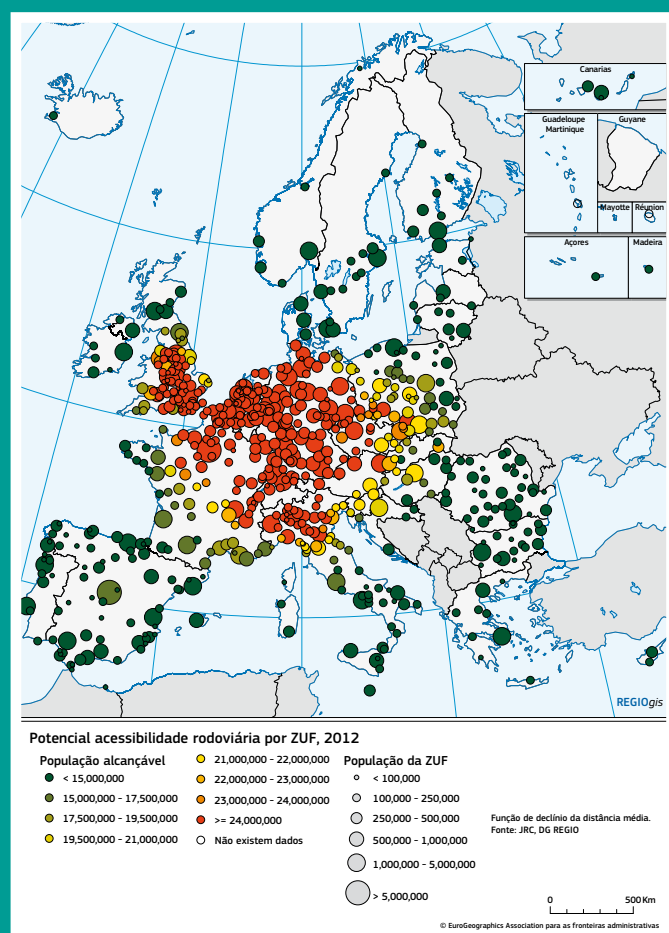 Canarias
Guadeloupe
Martinique
Guyane
Mayotte
Réunion
Açores
Madeira
REGIOgis
Potencial acessibilidade rodoviária por ZUF, 2012
População alcançável
< 15,000,000
15,000,000 - 17,500,000
17,500,000 - 19,500,000
19,500,000 - 21,000,000
21,000,000 - 22,000,000
22,000,000 - 23,000,000
23,000,000 - 24,000,000
>= 24,000,000
Não existem dados
População da ZUF
< 100,000
100,000 - 250,000
250,000 - 500,000
500,000 - 1,000,000
1,000,000 - 5,000,000
> 5,000,000
Função de declínio da distância média.
Fonte: JRC, DG REGIO
0 500 Km
© EuroGeographics Association para as fronteiras administrativas